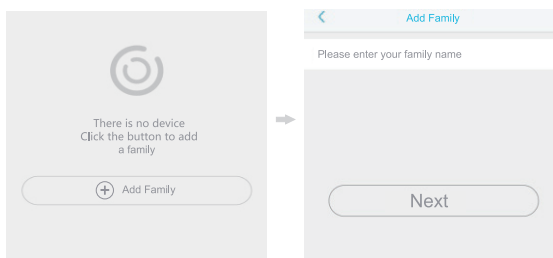 There is no device
Click the button to add
a family
Add Family
Add Family
Please enter your family name
Next